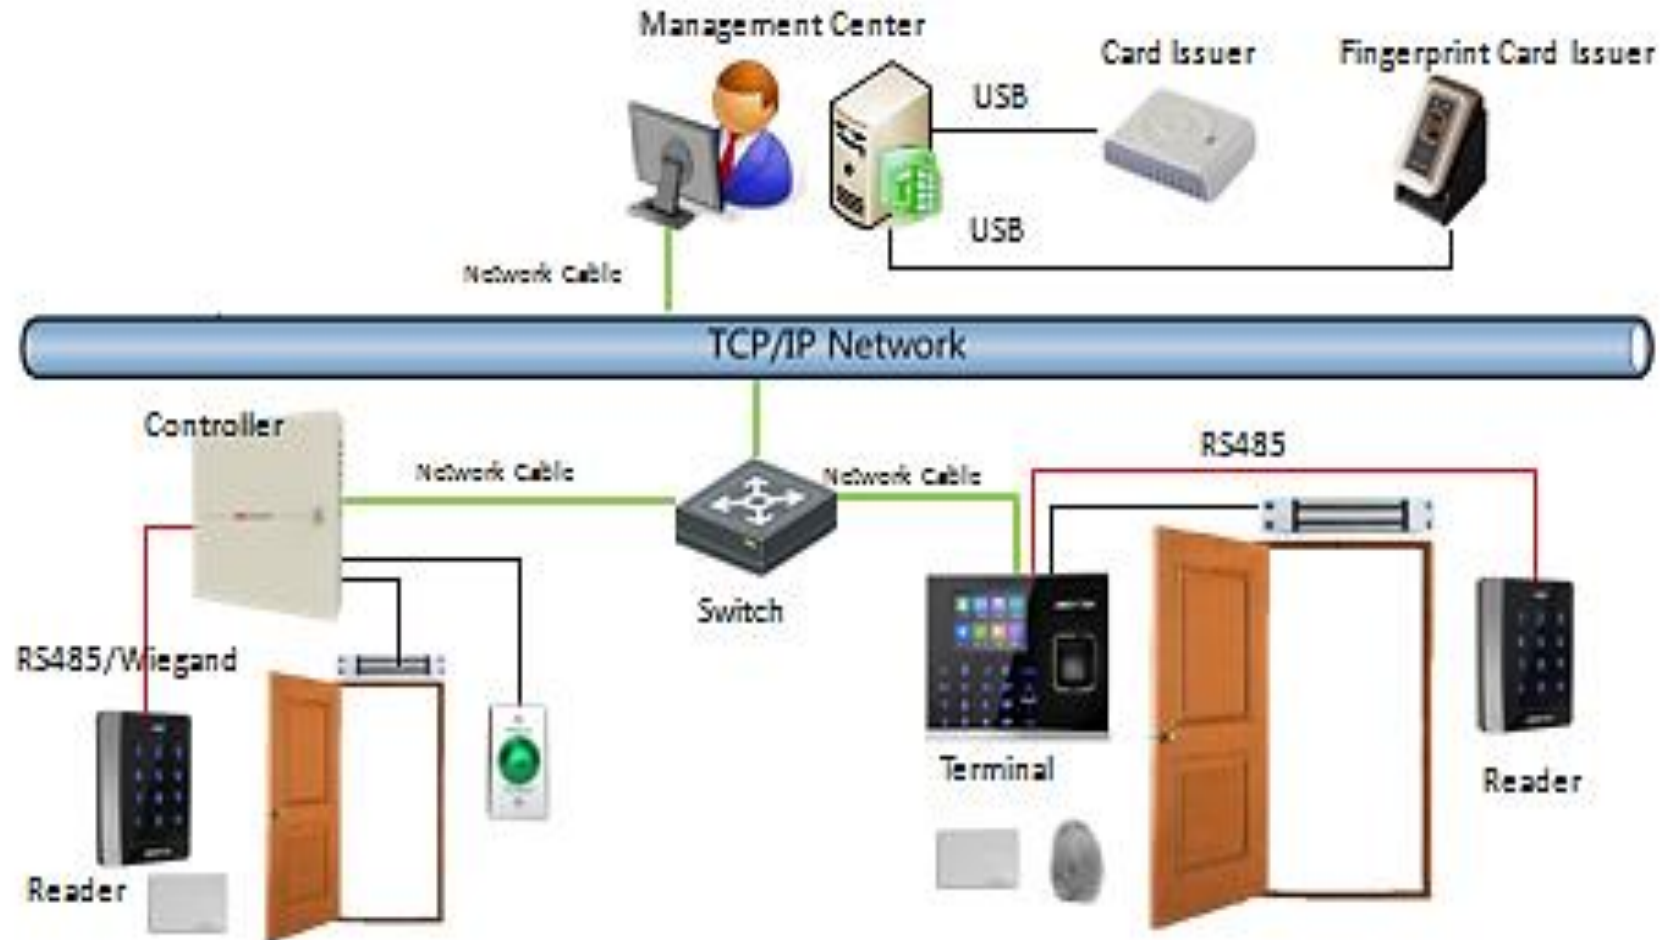 Management Center
Card Issuer
Fingerprint Card Issuer
USB
USB
Network Cable
TCP/IP Network
Controller
Network Cable
Network Cable
RS485
Switch
RS485/Wiegand
Terminal
Reader
Reader